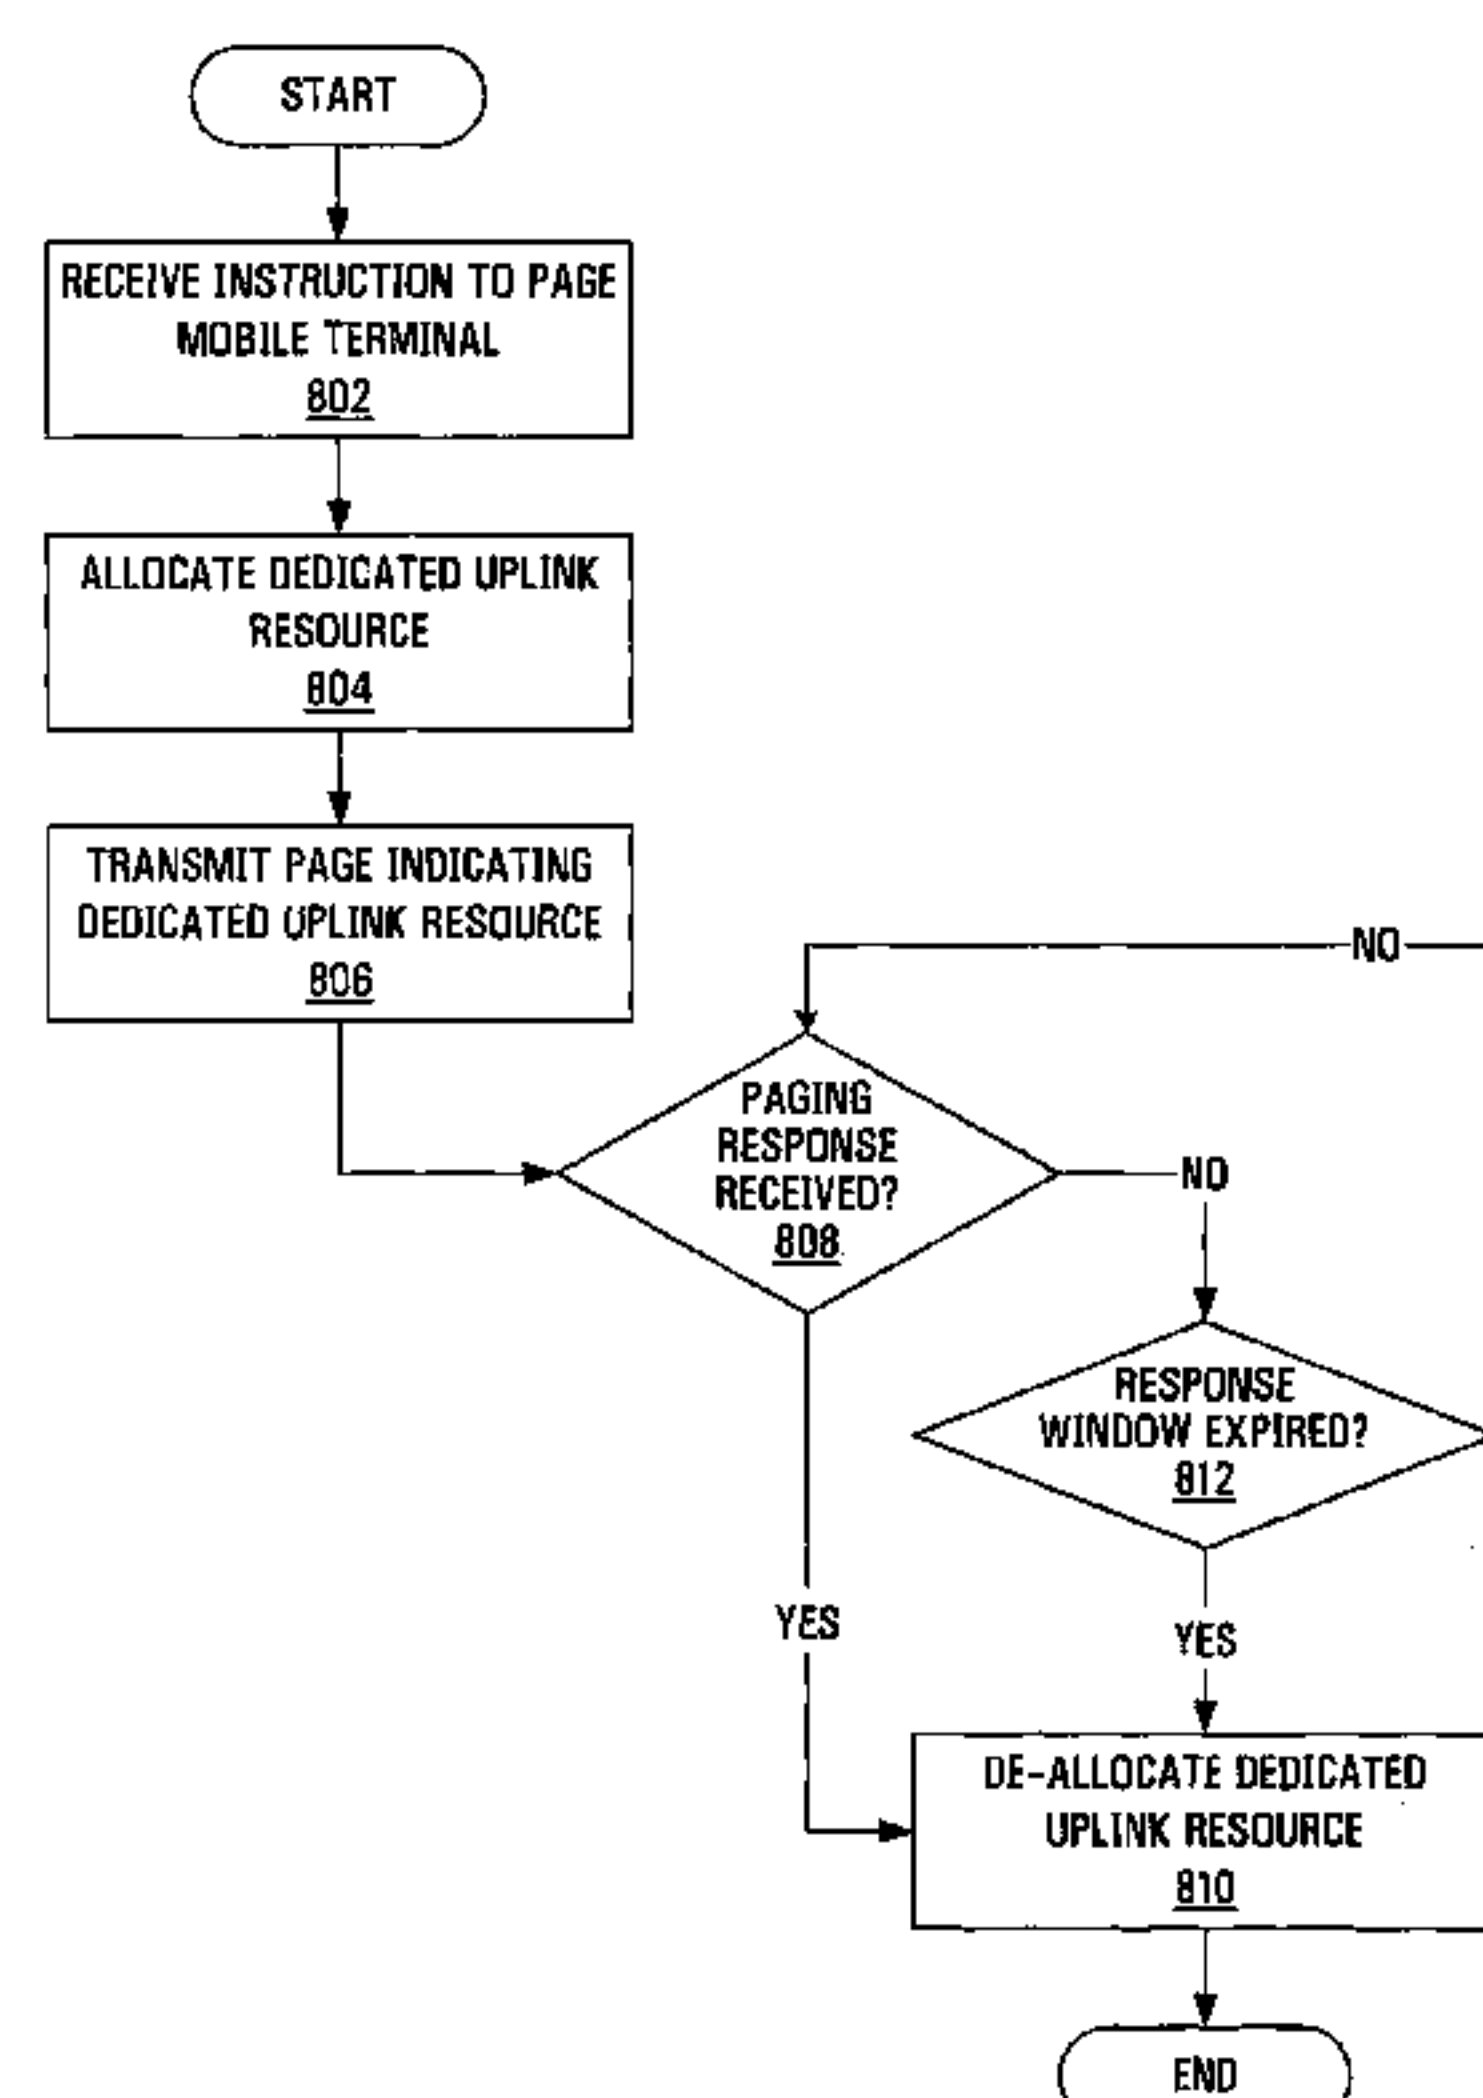 START
RECEIVE INSTRUCTION TO PAGE
MOBILE TERMINAL
802
ALLOCATE DEDICATED UPLINK
RESOURCE
804
TRANSMIT PAGE INDICATING
DEDICATED UPLINK RESOURCE
806
NO
PAGING
RESPONSE
RECEIVED?
808
NO
RESPONSE
WINDOW EXPIRED?
812
YES
YES
DE-ALLOCATE DEDICATED
UPLINK RESOURCE
810
END